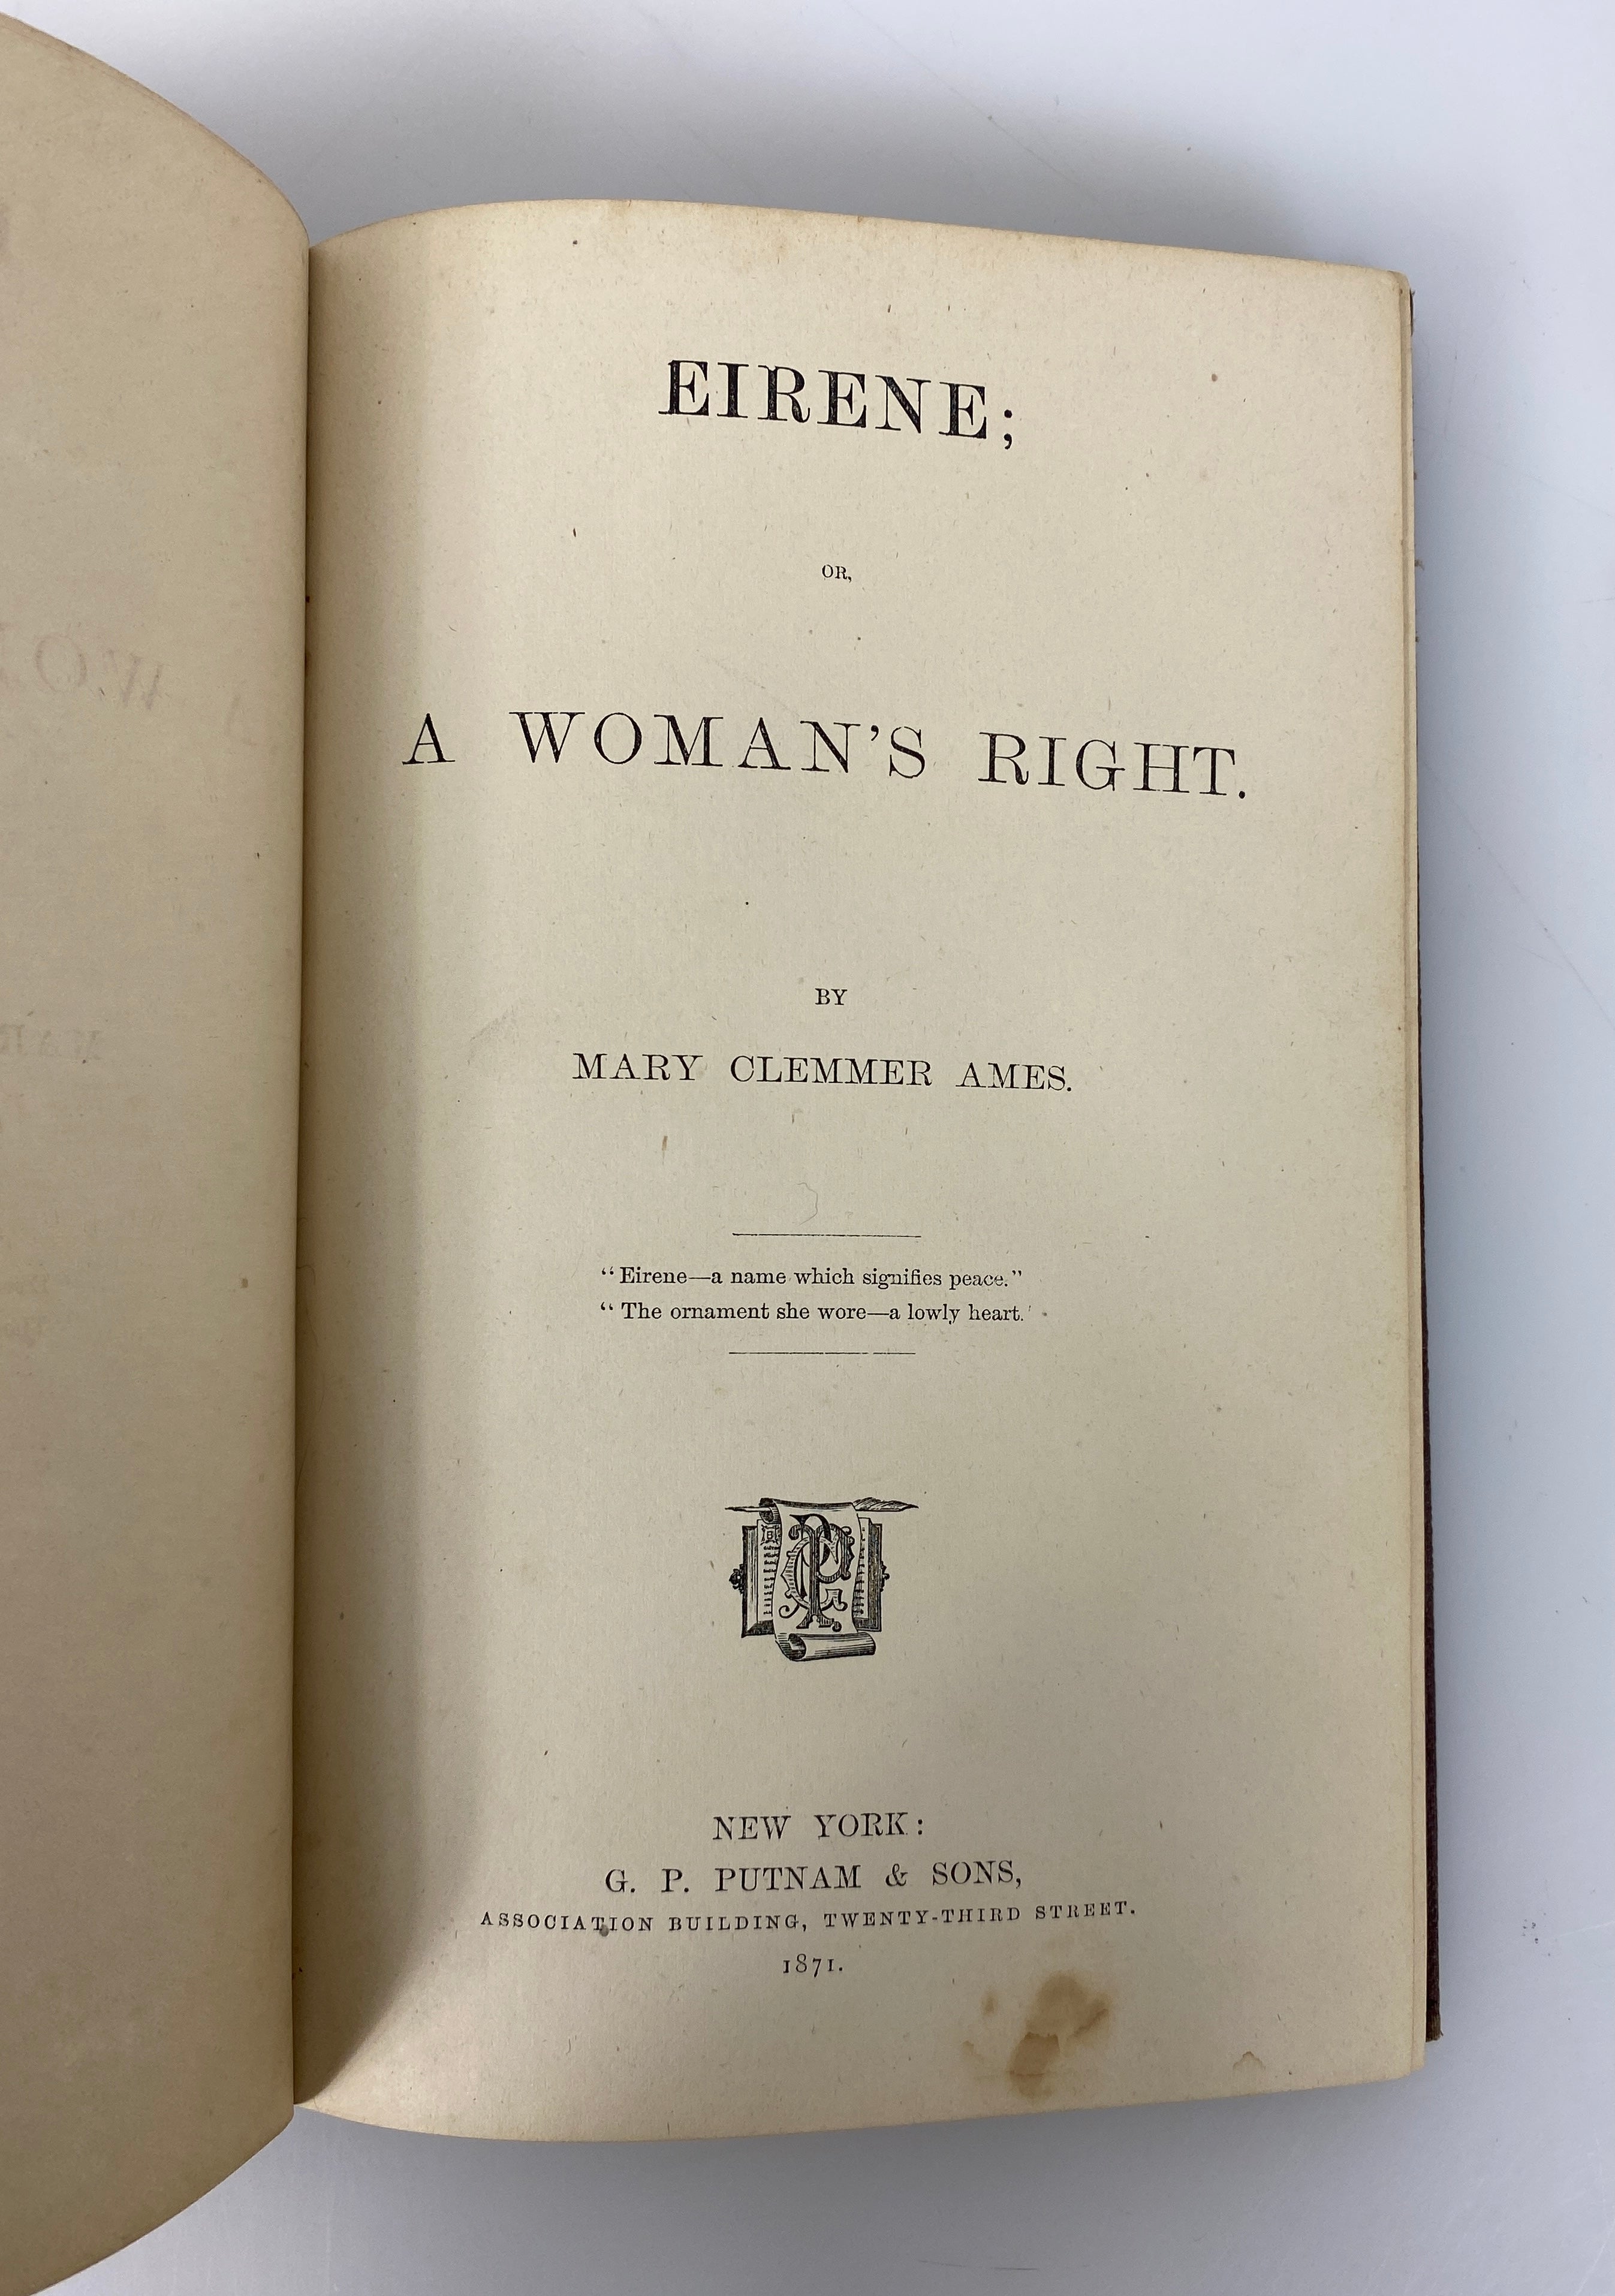 EIRENE;
OR,
A WOMAN'S RIGHT.
BY
MARY CLEMMER AMES.
"Eirene—a name which signifies peace."
"The ornament she wore—a lowly heart.'
NEW YORK:
G. P. PUTNAM & SONS,
ASSOCIATION BUILDING, TWENTY-THIRD STREET.
1871.